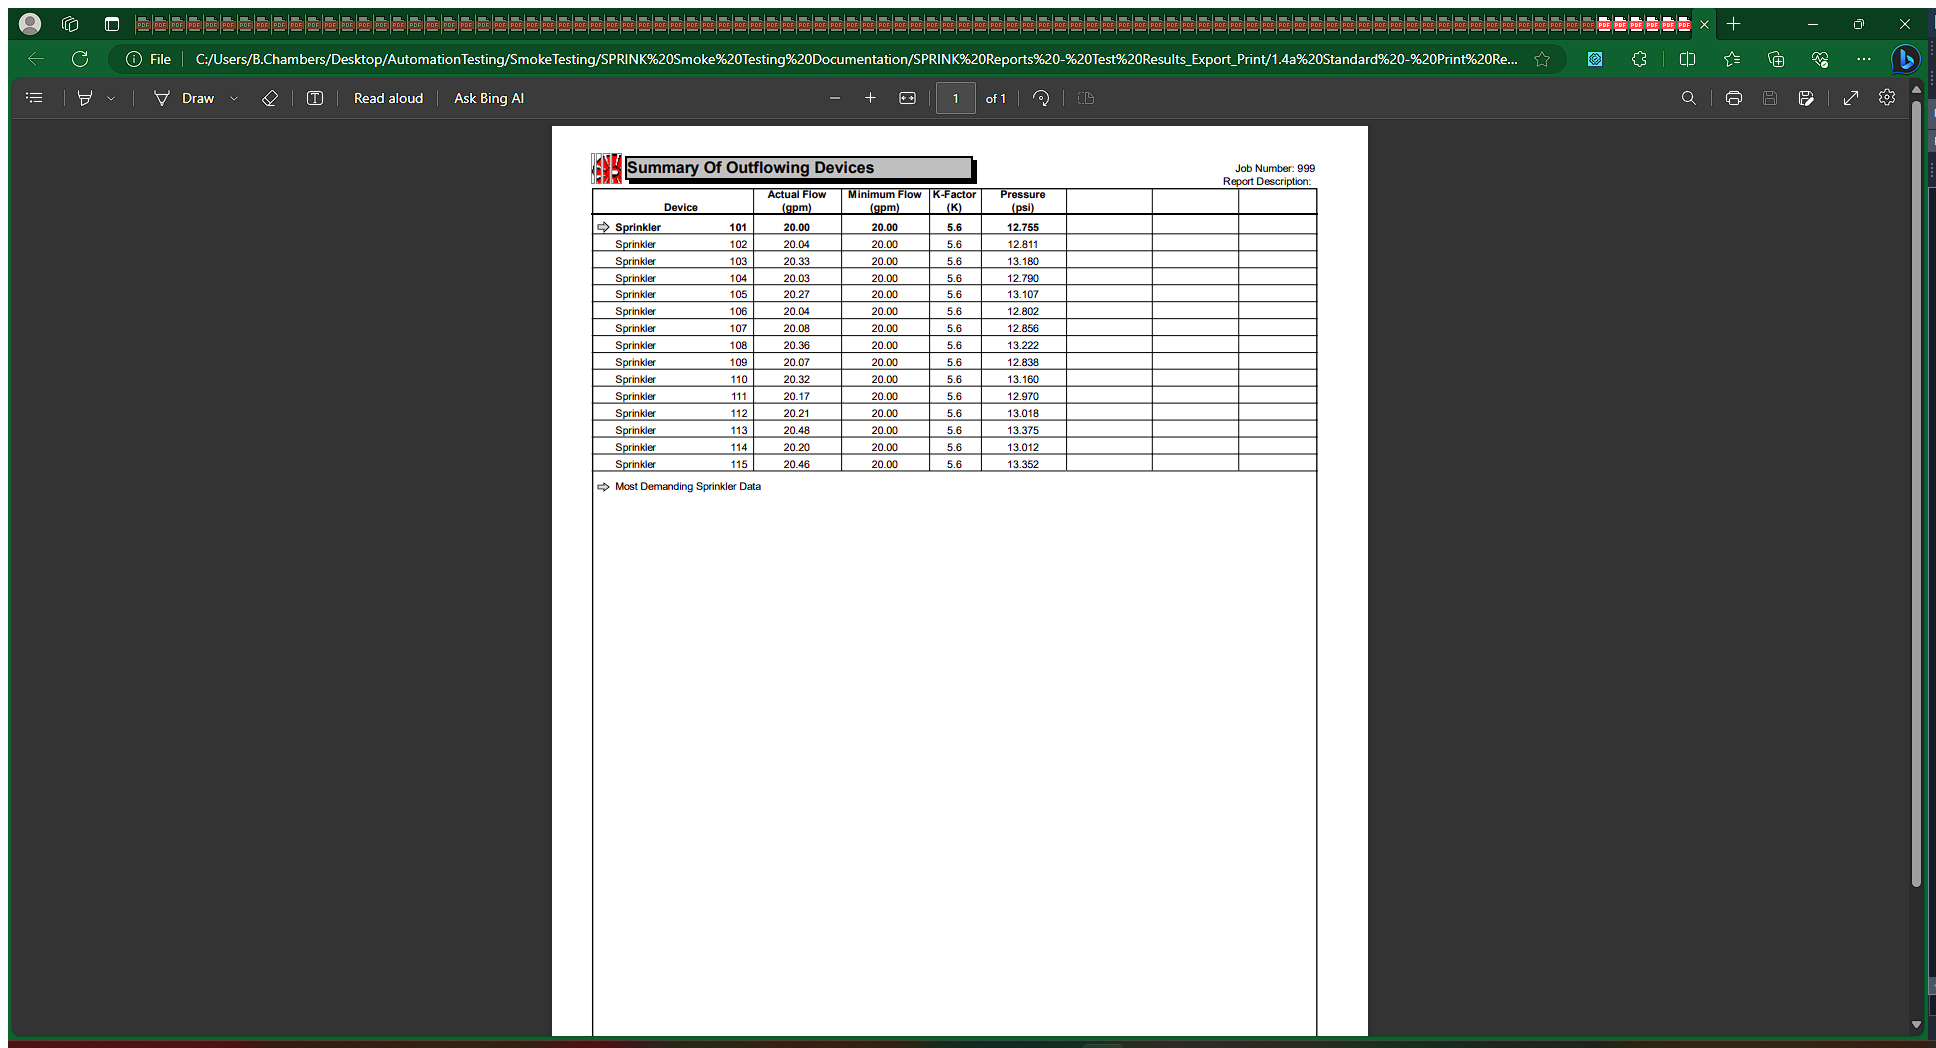 File C:/Users/B.Chambers/Desktop/AutomationTesting/SmokeTesting/SPRINK%20Smoke%20Testing%20Documentation/SPRINK%20Reports%20-%20Test%20Results_Export_Print/1.4a%20Standard%20-%20Print%20Re...
Draw Read aloud Ask Bing AI 1 of 1
Summary Of Outflowing Devices
Job Number: 999
Report Description:
Actual Flow Minimum Flow K-Factor Pressure
Device (gpm) (gpm) (K) (psi)
Sprinkler 101 20.00 20.00 5.6 12.755
Sprinkler 102 20.04 20.00 5.6 12.811
Sprinkler 103 20.33 20.00 5.6 13.180
Sprinkler 104 20.03 20.00 5.6 12.790
Sprinkler 105 20.27 20.00 5.6 13.107
Sprinkler 106 20.04 20.00 5.6 12.802
Sprinkler 107 20.08 20.00 5.6 12.856
Sprinkler 108 20.36 20.00 5.6 13.222
Sprinkler 109 20.07 20.00 5.6 12.838
Sprinkler 110 20.32 20.00 5.6 13.160
Sprinkler 111 20.17 20.00 5.6 12.970
Sprinkler 112 20.21 20.00 5.6 13.018
Sprinkler 113 20.48 20.00 5.6 13.375
Sprinkler 114 20.20 20.00 5.6 13.012
Sprinkler 115 20.46 20.00 5.6 13.352
Most Demanding Sprinkler Data